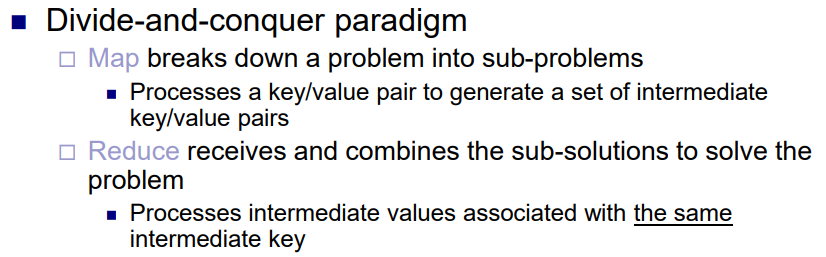 Divide-and-conquer paradigm
Map breaks down a problem into sub-problems
Processes a key/value pair to generate a set of intermediate
key/value pairs
Reduce receives and combines the sub-solutions to solve the
problem
Processes intermediate values associated with the same
intermediate key